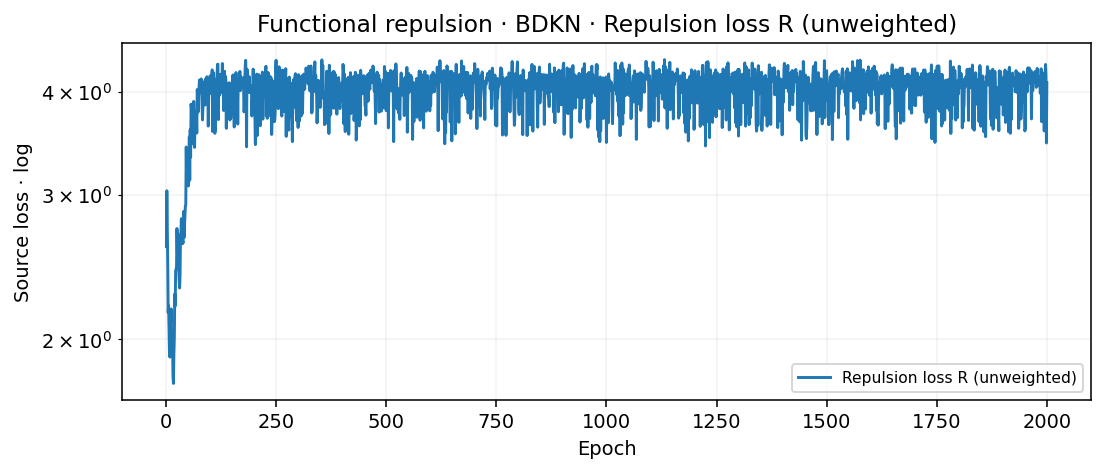 Functional repulsion · BDKN · Repulsion loss R (unweighted)
Source loss · log
4 × 10⁰
3 × 10⁰
2 × 10⁰
Repulsion loss R (unweighted)
0 250 500 750 1000 1250 1500 1750 2000
Epoch